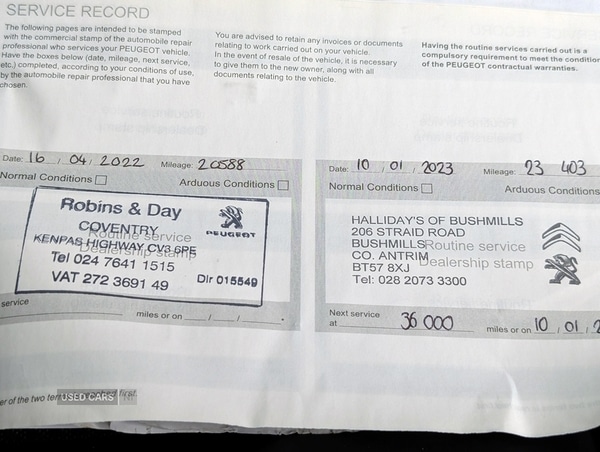 SERVICE RECORD
The following pages are intended to be stamped
with the commercial stamp of the automobile repair
professional who services your PEUGEOT vehicle.
Have the boxes below (date, mileage, next service,
etc.) completed, according to your conditions of use,
by the automobile repair professional that you have
chosen.
You are advised to retain any invoices or documents
relating to work carried out on your vehicle.
In the event of resale of the vehicle, it is necessary
to give them to the new owner, along with all
documents relating to the vehicle.
Having the routine services carried out is a
compulsory requirement to meet the condition
of the PEUGEOT contractual warranties.
Date: 16 / 04 / 2022 Mileage: 20588
Normal Conditions Arduous Conditions
Robins & Day
COVENTRY
KENPAS HIGHWAY CV3 6PE
Tel 024 7641 1515
VAT 272 3691 49 Dlr 015549
PEUGEOT
Routine service
Dealership stamp
service
miles or on / /
er of the two
first.
USED CARS
Date: 10 / 01 / 2023 Mileage: 23 403
Normal Conditions Arduous Conditions
HALLIDAY'S OF BUSHMILLS
206 STRAID ROAD
BUSHMILLS
CO. ANTRIM
BT57 8XJ
Tel: 028 2073 3300
Routine service
Dealership stamp
Next service
at 36 000 miles or on 10 / 01 / 2